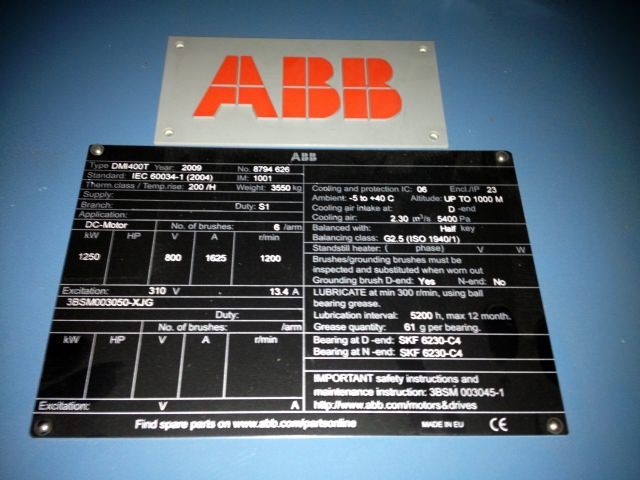 ABB
ABB
Type DMI400T Year: 2009 No. 8794 626
Standard: IEC 60034-1 (2004) IM: 1001
Therm.class / Temp.rise: 200 /H Weight: 3550 kg
Supply:
Branch: Duty: S1
Application:
DC-Motor No. of brushes: 6 /arm
kW HP V A r/min
1250 800 1625 1200
Excitation: 310 V 13.4 A
3BSM003050-XJG
Duty:
No. of brushes: /arm
kW HP V A r/min
Excitation: V A
Cooling and protection IC: 06 Encl./IP 23
Ambient: -5 to +40 C Altitude: UP TO 1000 M
Cooling air intake at: D -end
Cooling air: 2.30 m³/s 5400 Pa
Balanced with: Half key
Balancing class: G2.5 (ISO 1940/1)
Standstill heater: ( phase) V W
Brushes/grounding brushes must be
inspected and substituted when worn out
Grounding brush D-end: Yes N-end: No
LUBRICATE at min 300 r/min, using ball
bearing grease.
Lubrication interval: 5200 h, max 12 month.
Grease quantity: 61 g per bearing.
Bearing at D -end: SKF 6230-C4
Bearing at N -end: SKF 6230-C4
IMPORTANT safety instructions and
maintenance instruction: 3BSM 003045-1
http://www.abb.com/motors&drives
Find spare parts on www.abb.com/partsonline MADE IN EU CE